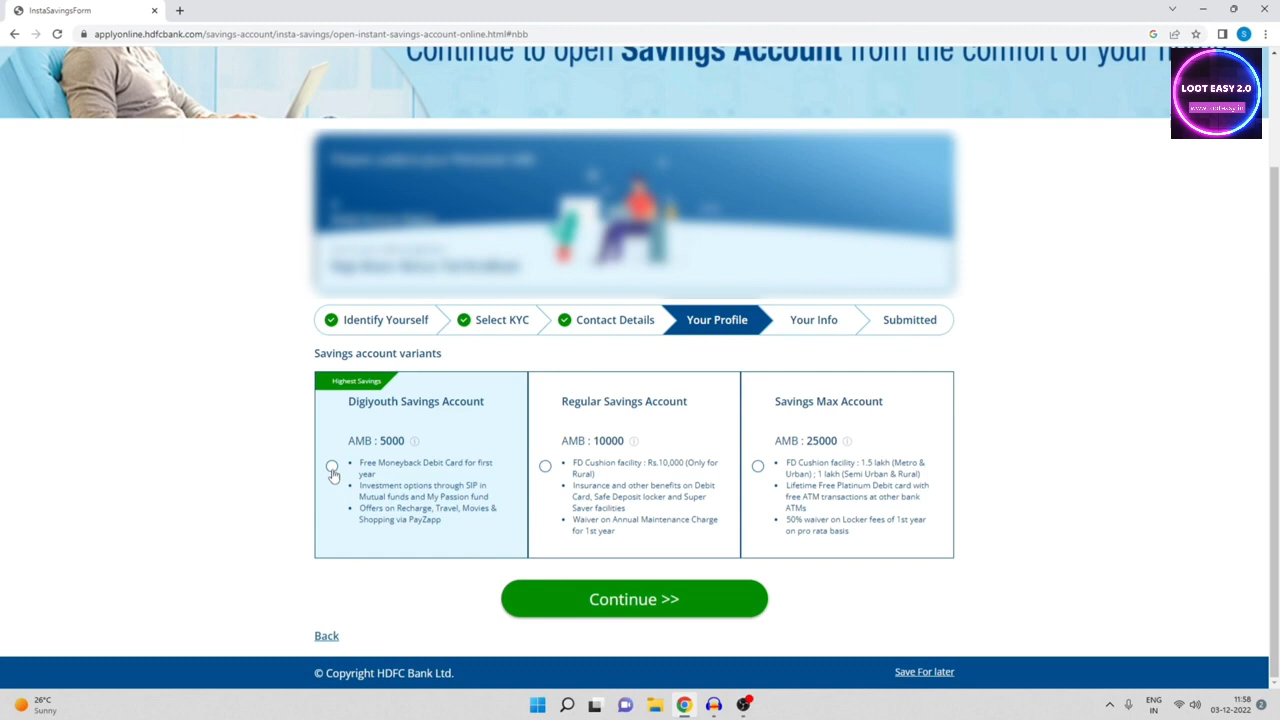 InstaSavingsForm
applyonline.hdfcbank.com/savings-account/insta-savings/open-instant-savings-account-online.html#nbb
S
Continue to open Savings Account from the comfort of your
LOOT EASY 2.0
www.looteasy.in
Identify Yourself
Select KYC
Contact Details
Your Profile
Your Info
Submitted
Savings account variants
Highest Savings
Digiyouth Savings Account
AMB : 5000
• Free Moneyback Debit Card for first
year
• Investment options through SIP in
Mutual funds and My Passion fund
• Offers on Recharge, Travel, Movies &
Shopping via PayZapp
Regular Savings Account
AMB : 10000
• FD Cushion facility : Rs.10,000 (Only for
Rural)
• Insurance and other benefits on Debit
Card, Safe Deposit locker and Super
Saver facilities
• Waiver on Annual Maintenance Charge
for 1st year
Savings Max Account
AMB : 25000
• FD Cushion facility : 1.5 lakh (Metro &
Urban) ; 1 lakh (Semi Urban & Rural)
• Lifetime Free Platinum Debit card with
free ATM transactions at other bank
ATMs
• 50% waiver on Locker fees of 1st year
on pro rata basis
Continue >>
Back
© Copyright HDFC Bank Ltd.
Save For later
26°C
Sunny
ENG
IN
11:58
03-12-2022
2